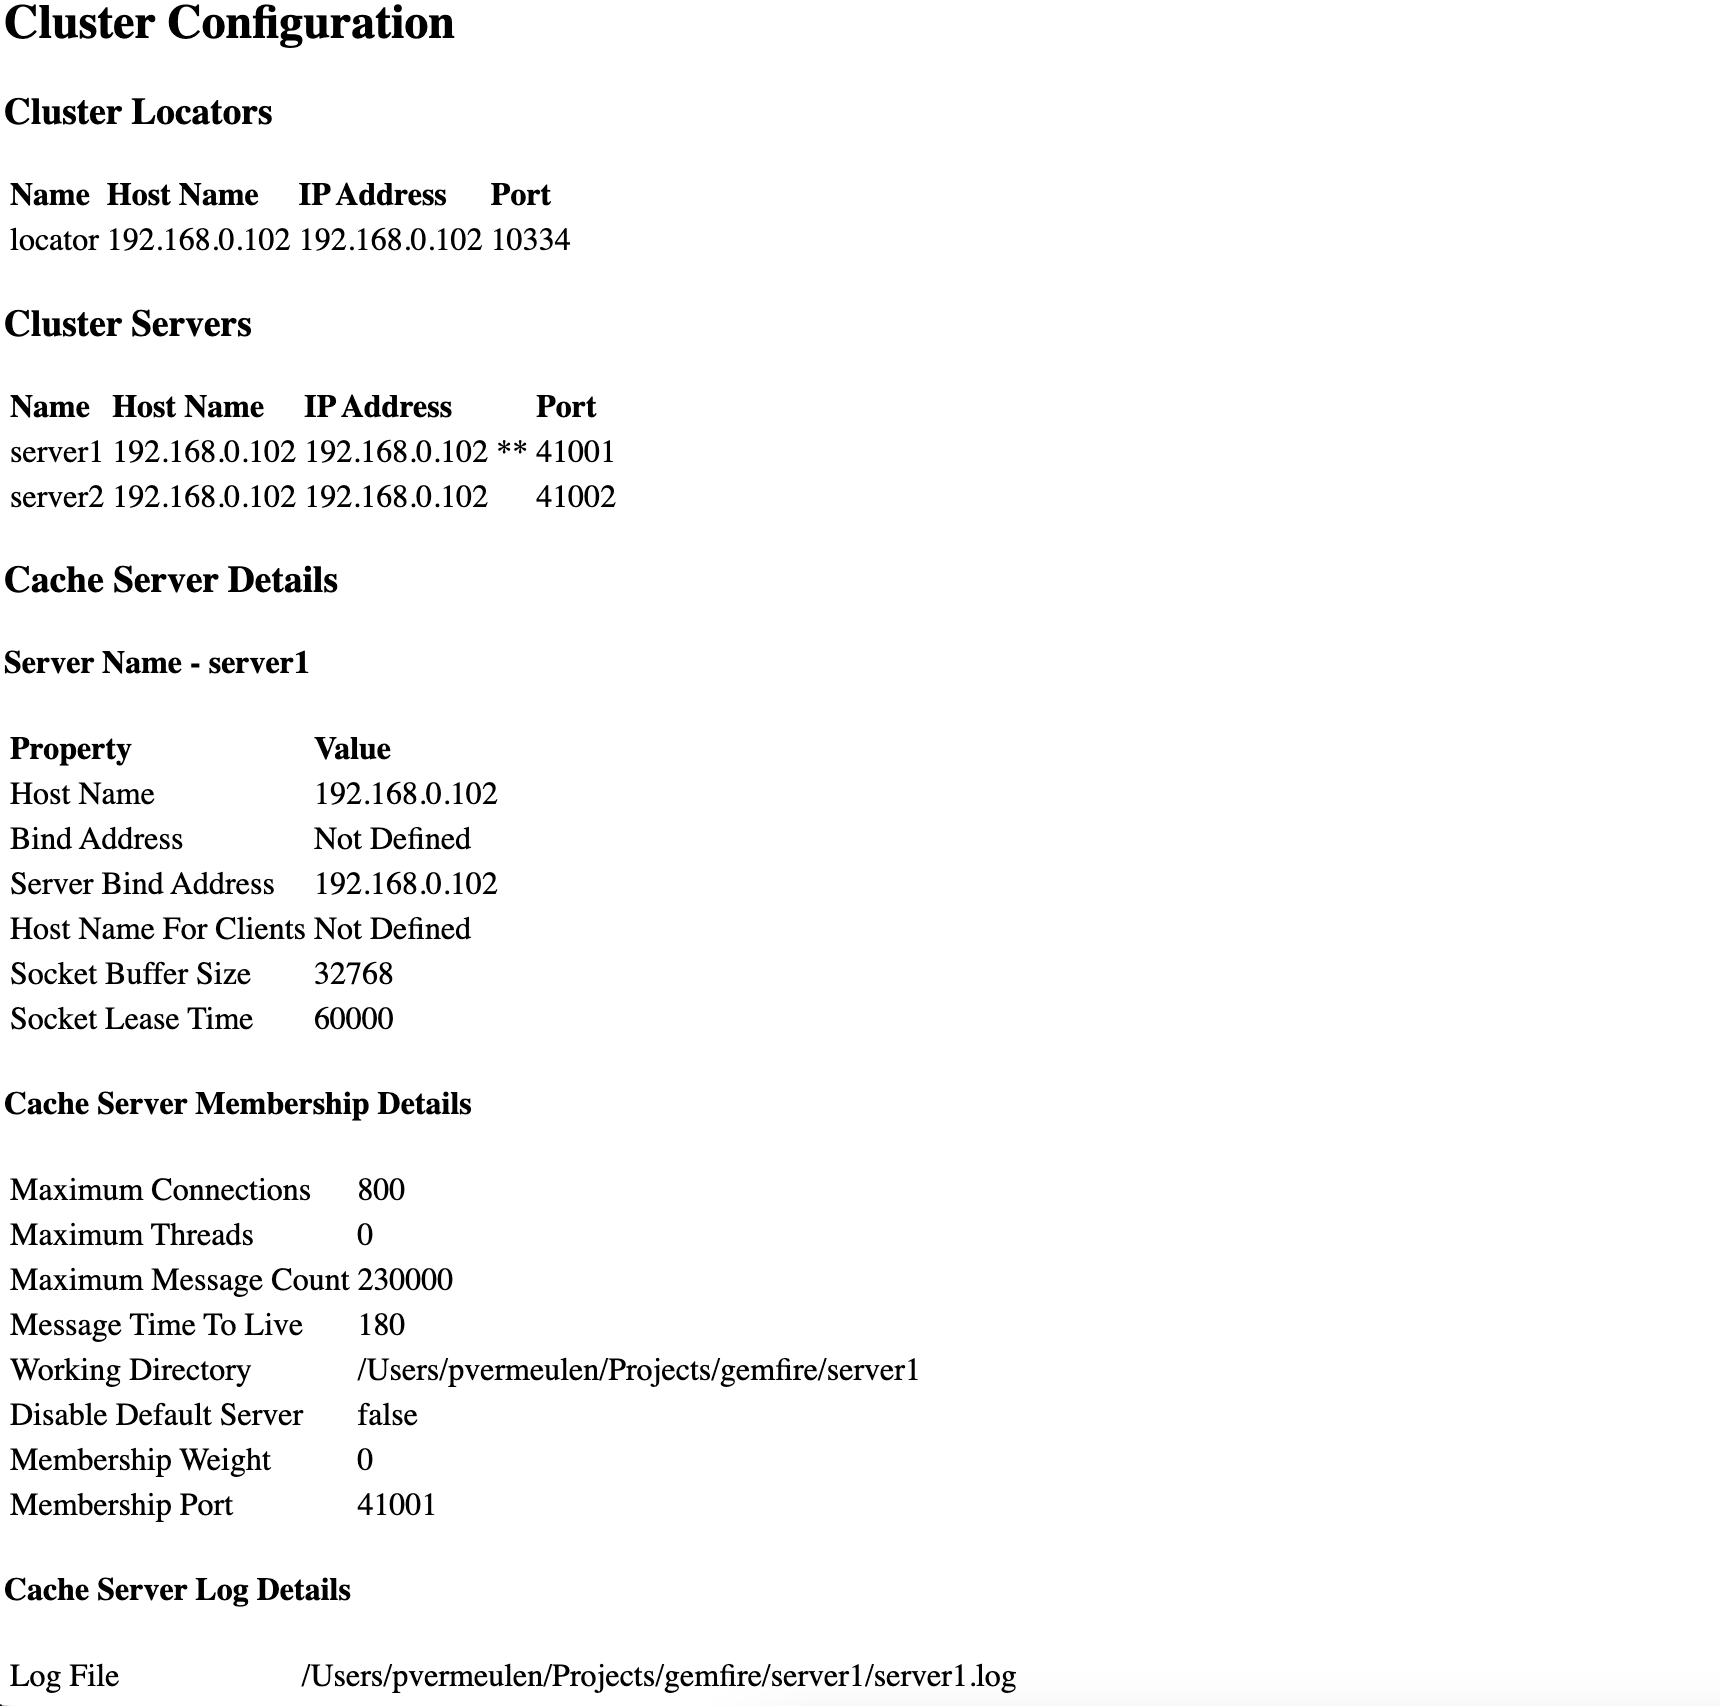 Cluster Configuration
Cluster Locators
Name Host Name IP Address Port
locator 192.168.0.102 192.168.0.102 10334
Cluster Servers
Name Host Name IP Address Port
server1 192.168.0.102 192.168.0.102 ** 41001
server2 192.168.0.102 192.168.0.102 41002
Cache Server Details
Server Name - server1
Property Value
Host Name 192.168.0.102
Bind Address Not Defined
Server Bind Address 192.168.0.102
Host Name For Clients Not Defined
Socket Buffer Size 32768
Socket Lease Time 60000
Cache Server Membership Details
Maximum Connections 800
Maximum Threads 0
Maximum Message Count 230000
Message Time To Live 180
Working Directory /Users/pvermeulen/Projects/gemfire/server1
Disable Default Server false
Membership Weight 0
Membership Port 41001
Cache Server Log Details
Log File /Users/pvermeulen/Projects/gemfire/server1/server1.log